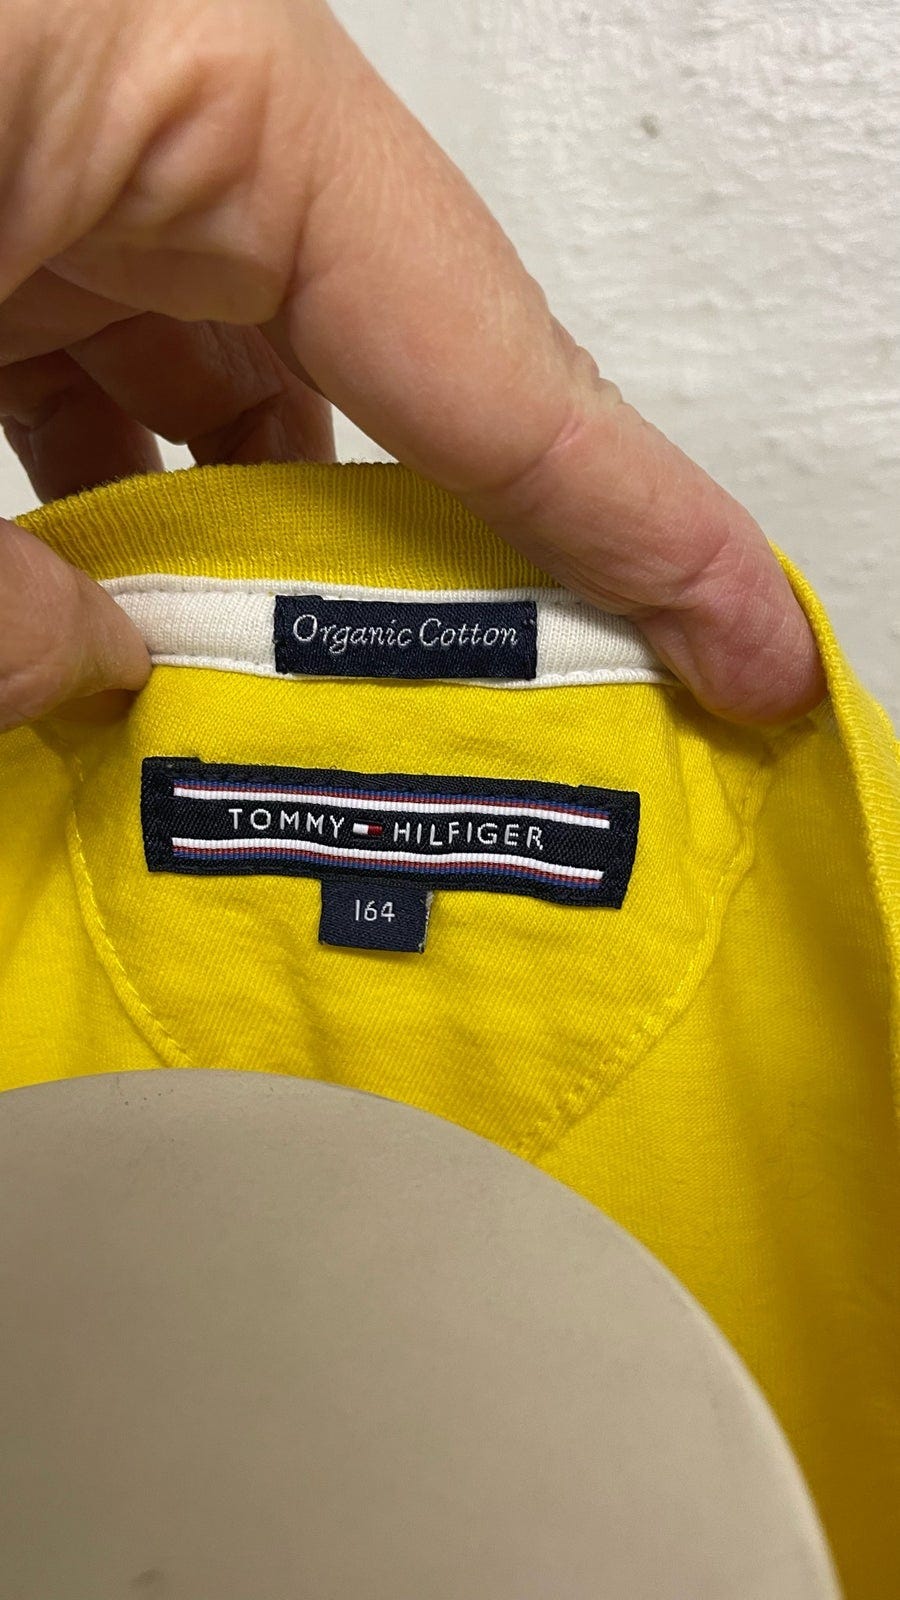 Organic Cotton
TOMMY HILFIGER
164